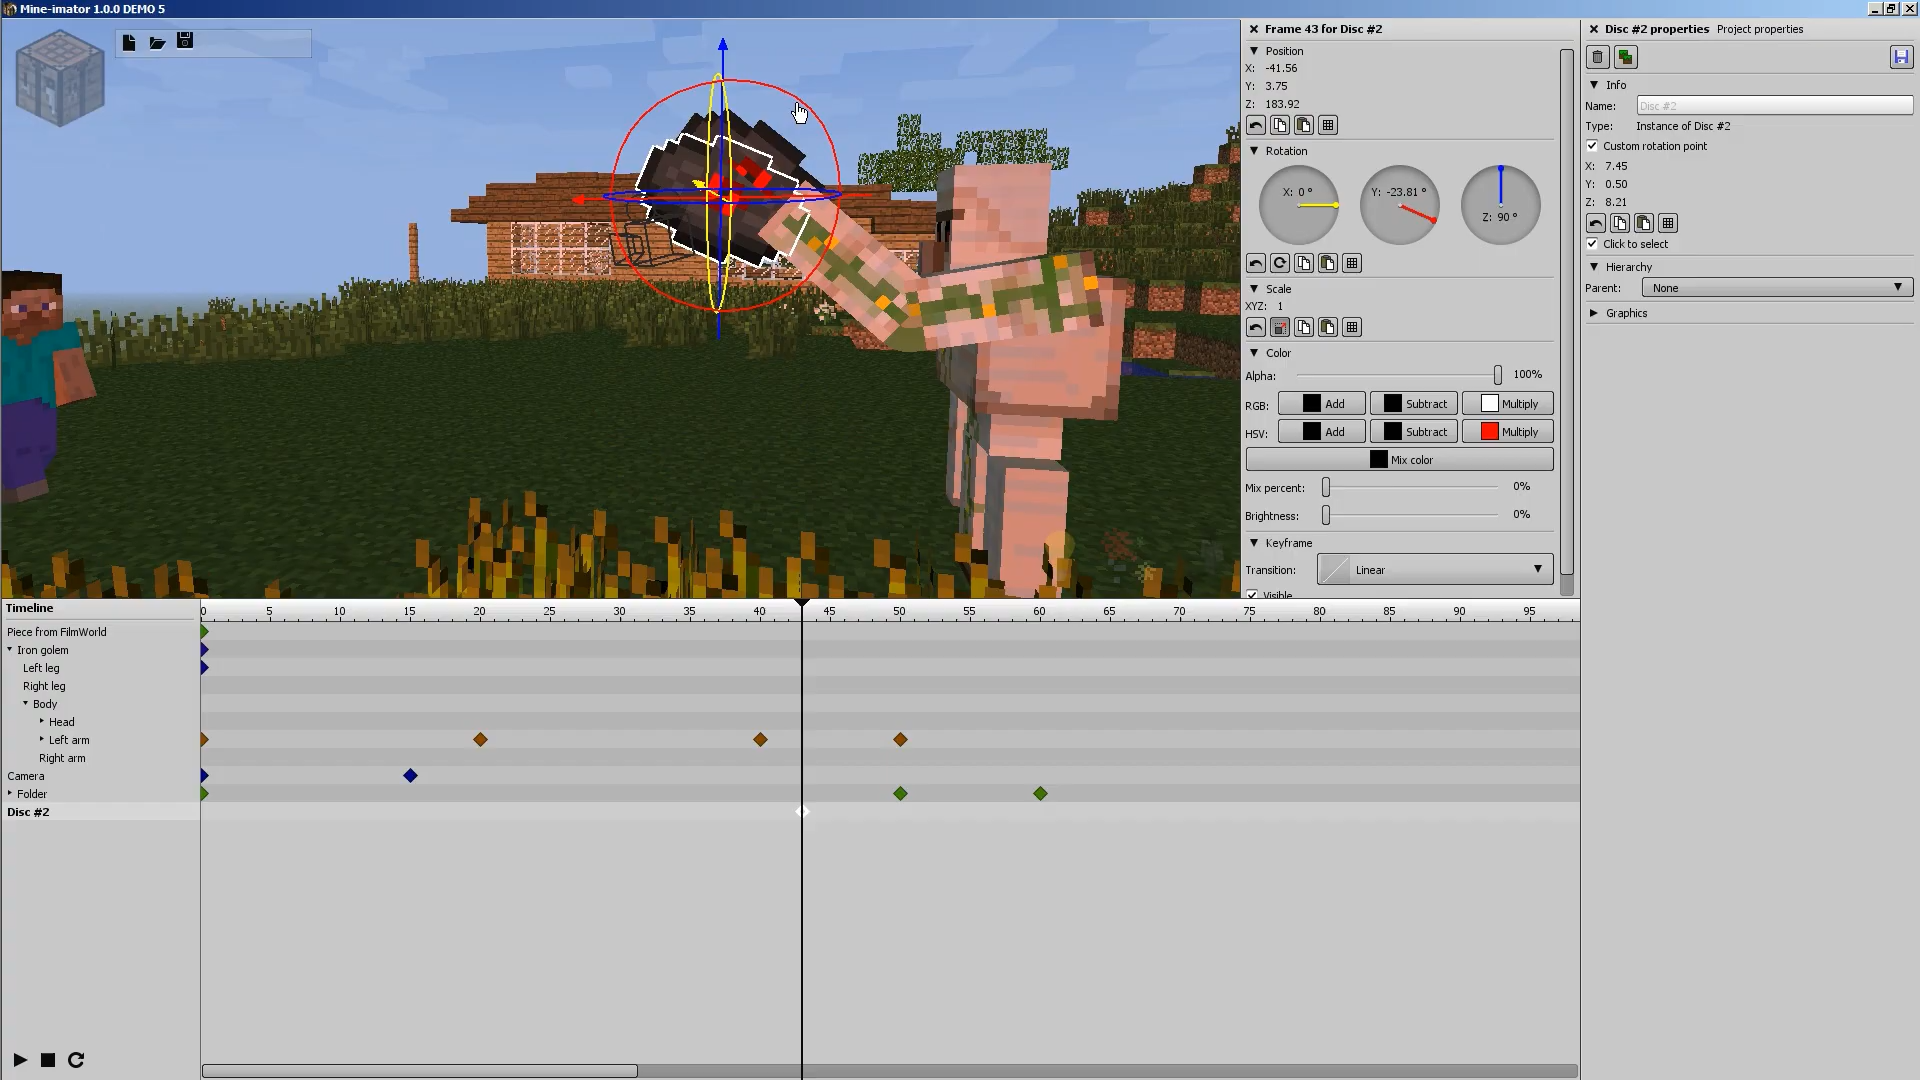 Mine-imator 1.0.0 DEMO 5
Frame 43 for Disc #2
Position
X: -41.56
Y: 3.75
Z: 183.92
Rotation
X: 0 °
Y: -23.81 °
Z: 90 °
Scale
XYZ: 1
Color
Alpha: 100%
RGB: Add Subtract Multiply
HSV: Add Subtract Multiply
Mix color
Mix percent: 0%
Brightness: 0%
Keyframe
Transition: Linear
Visible
Disc #2 properties Project properties
Info
Name: Disc #2
Type: Instance of Disc #2
Custom rotation point
X: 7.45
Y: 0.50
Z: 8.21
Click to select
Hierarchy
Parent: None
Graphics
Timeline
0 5 10 15 20 25 30 35 40 45 50 55 60 65 70 75 80 85 90 95
Piece from FilmWorld
Iron golem
Left leg
Right leg
Body
Head
Left arm
Right arm
Camera
Folder
Disc #2